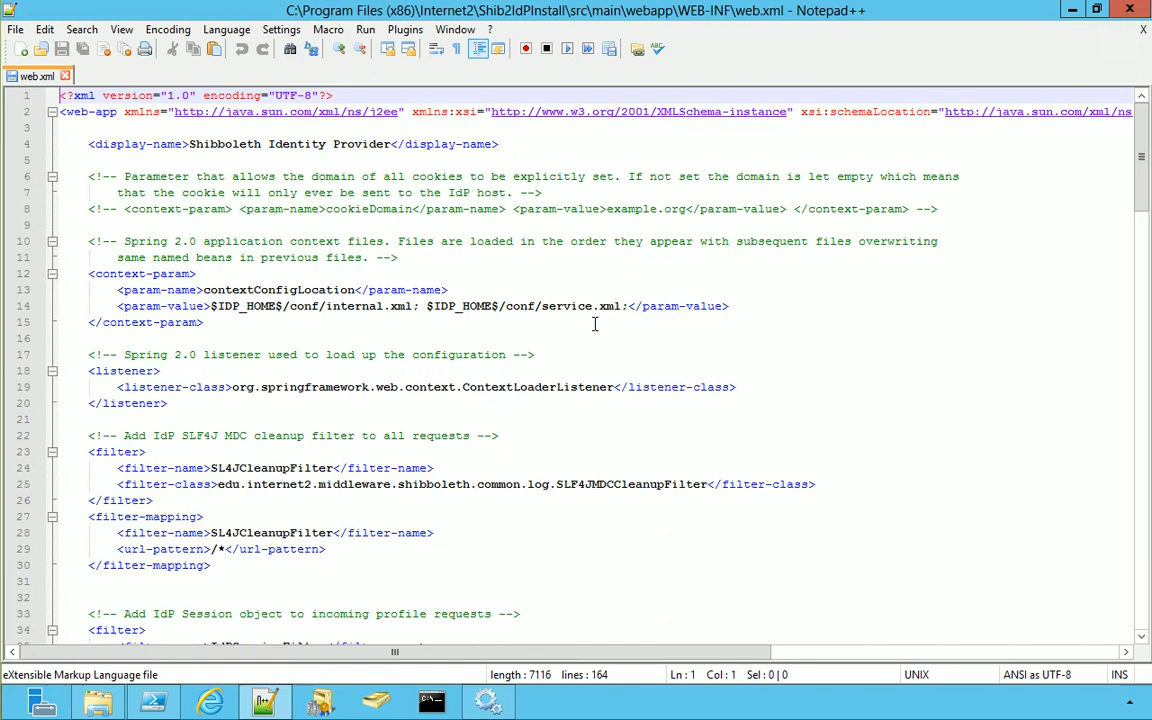 C:\Program Files (x86)\Internet2\Shib2IdPInstall\src\main\webapp\WEB-INF\web.xml - Notepad++
File Edit Search View Encoding Language Settings Macro Run Plugins Window ? X
web.xml
1 <?xml version="1.0" encoding="UTF-8"?>
2 <web-app xmlns="http://java.sun.com/xml/ns/j2ee" xmlns:xsi="http://www.w3.org/2001/XMLSchema-instance" xsi:schemaLocation="http://java.sun.com/xml/ns
3
4 <display-name>Shibboleth Identity Provider</display-name>
5
6 <!-- Parameter that allows the domain of all cookies to be explicitly set. If not set the domain is let empty which means
7 that the cookie will only ever be sent to the IdP host. -->
8 <!-- <context-param> <param-name>cookieDomain</param-name> <param-value>example.org</param-value> </context-param> -->
9
10 <!-- Spring 2.0 application context files. Files are loaded in the order they appear with subsequent files overwriting
11 same named beans in previous files. -->
12 <context-param>
13 <param-name>contextConfigLocation</param-name>
14 <param-value>$IDP_HOME$/conf/internal.xml; $IDP_HOME$/conf/service.xml;</param-value>
15 </context-param>
16
17 <!-- Spring 2.0 listener used to load up the configuration -->
18 <listener>
19 <listener-class>org.springframework.web.context.ContextLoaderListener</listener-class>
20 </listener>
21
22 <!-- Add IdP SLF4J MDC cleanup filter to all requests -->
23 <filter>
24 <filter-name>SL4JCleanupFilter</filter-name>
25 <filter-class>edu.internet2.middleware.shibboleth.common.log.SLF4JMDCCleanupFilter</filter-class>
26 </filter>
27 <filter-mapping>
28 <filter-name>SL4JCleanupFilter</filter-name>
29 <url-pattern>/*</url-pattern>
30 </filter-mapping>
31
32
33 <!-- Add IdP Session object to incoming profile requests -->
34 <filter>
eXtensible Markup Language file length : 7116 lines : 164 Ln : 1 Col : 1 Sel : 0 | 0 UNIX ANSI as UTF-8 INS